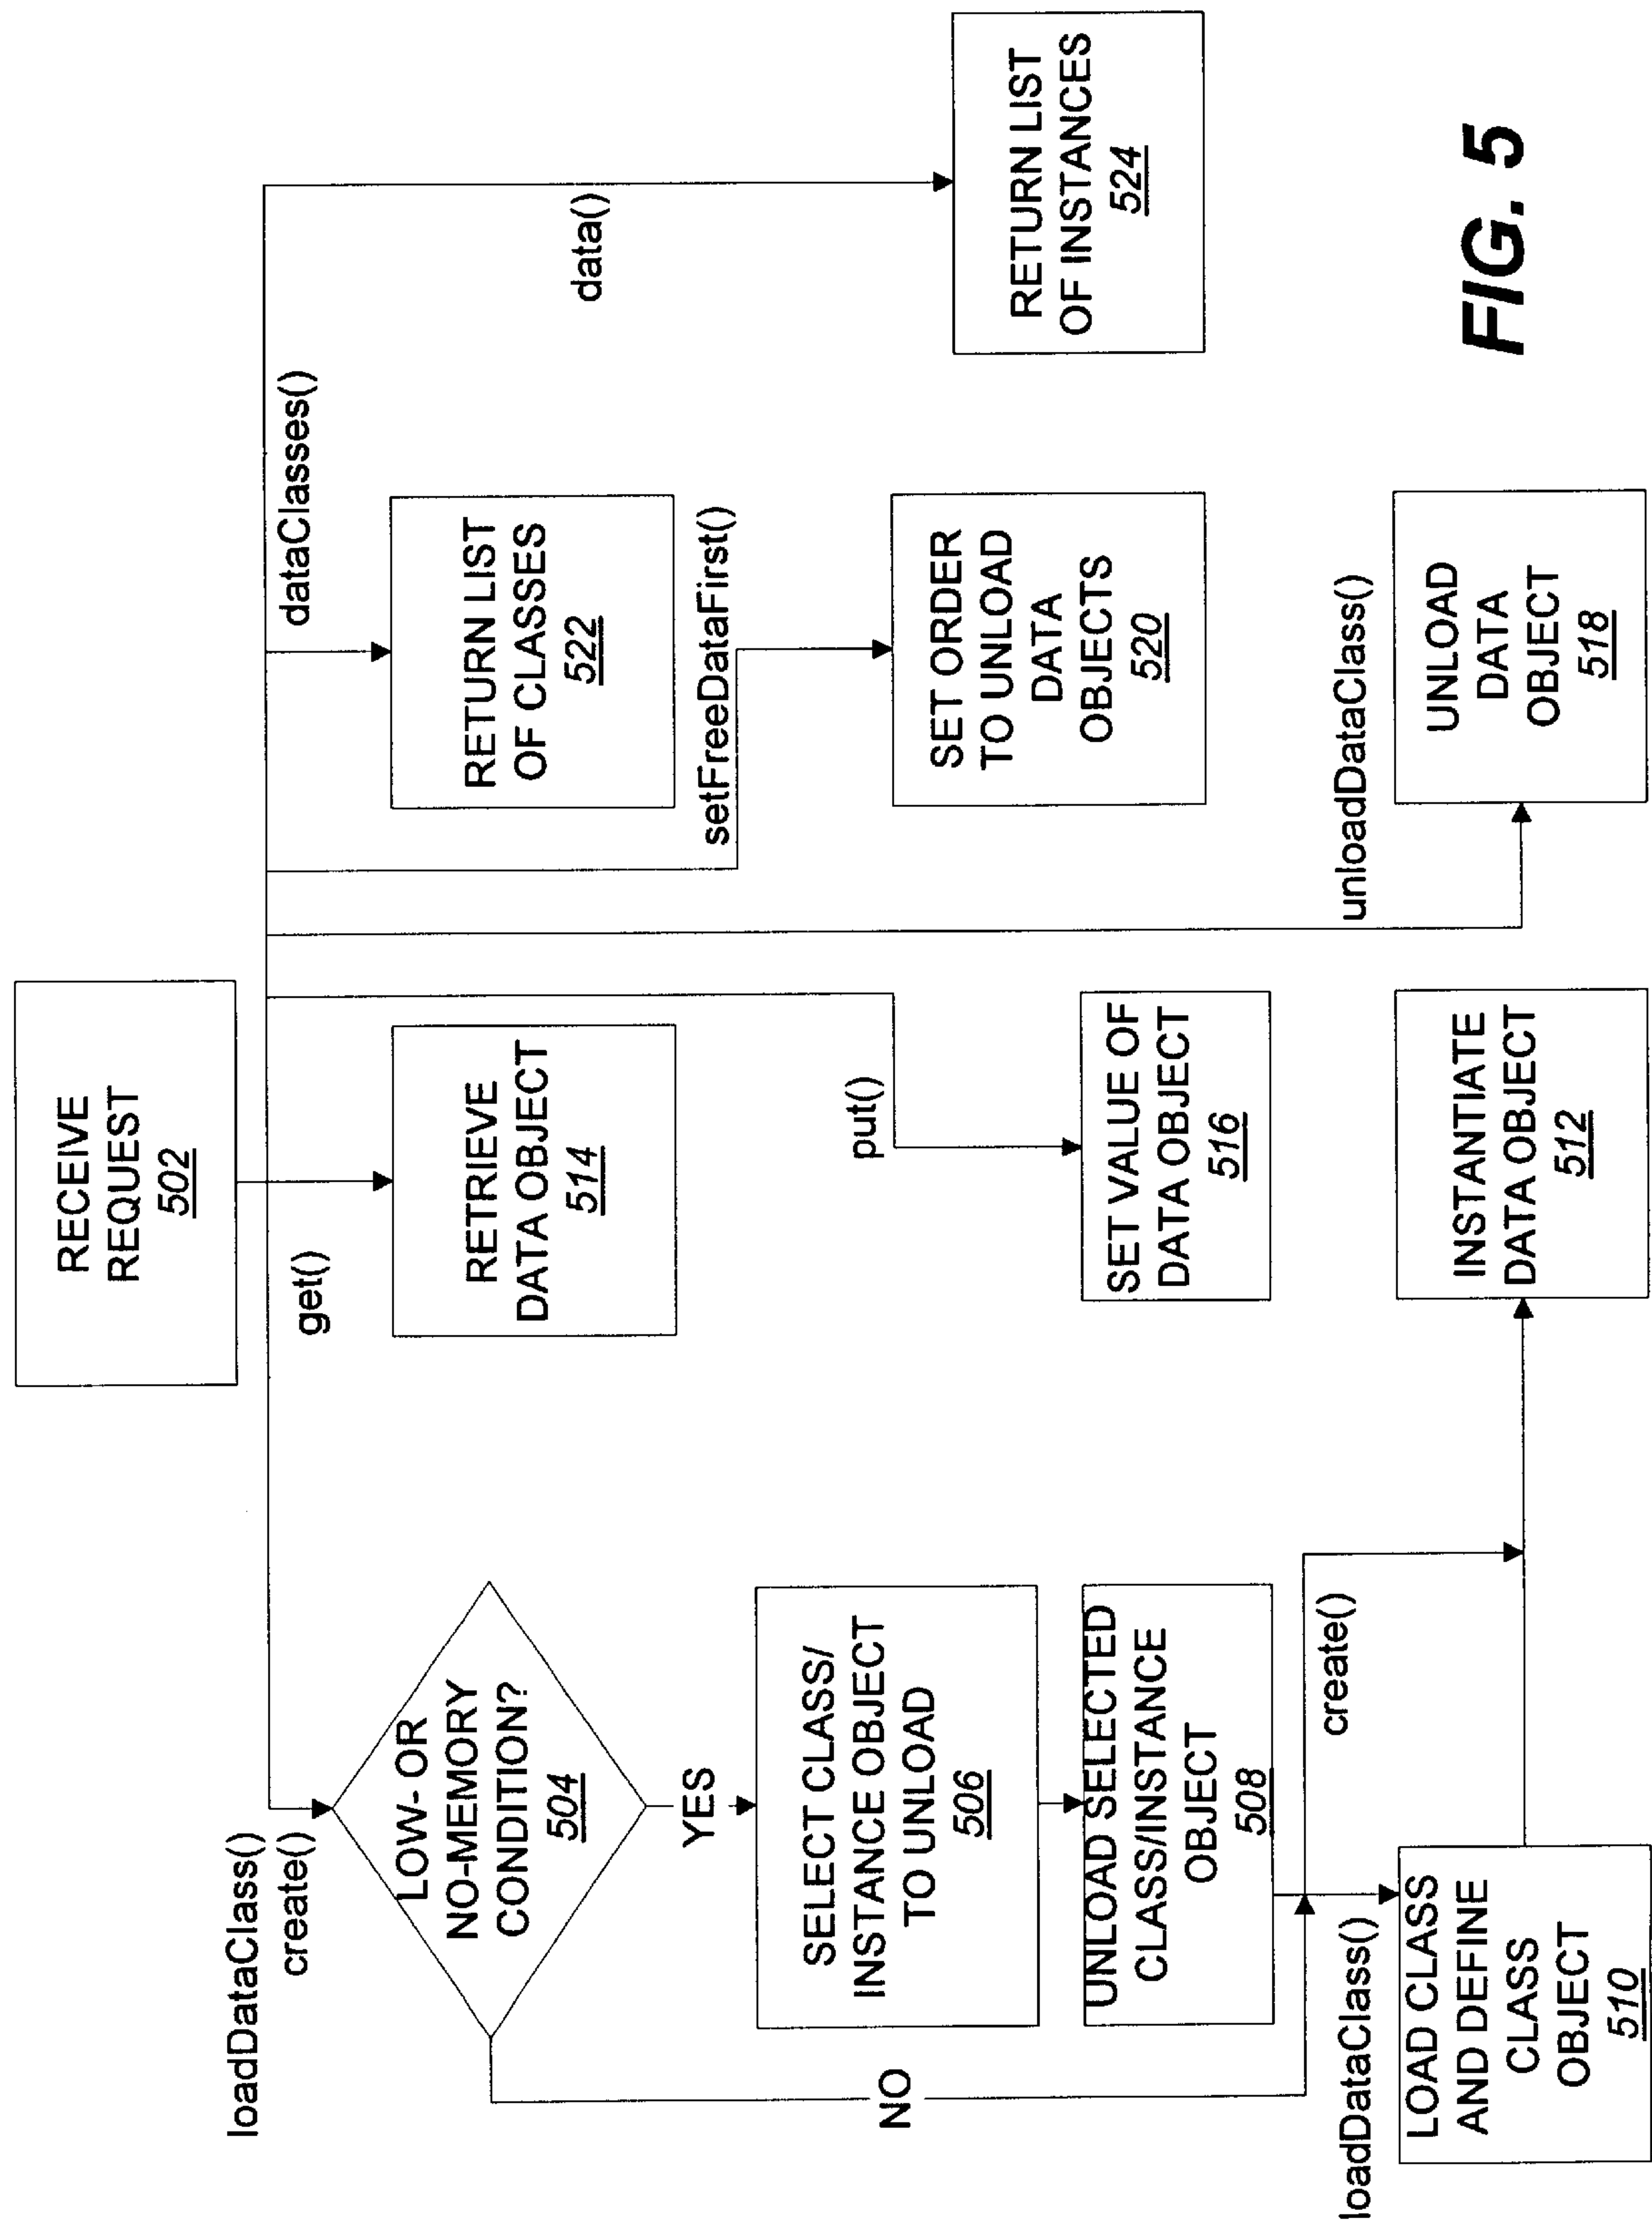 RECEIVE
REQUEST
502
loadDataClass()
create()
get()
dataClasses()
LOW- OR
NO-MEMORY
CONDITION?
504
RETRIEVE
DATA OBJECT
514
RETURN LIST
OF CLASSES
522
data()
YES
NO
put()
setFreeDataFirst()
SELECT CLASS/
INSTANCE OBJECT
TO UNLOAD
506
SET ORDER
TO UNLOAD
DATA
OBJECTS
520
RETURN LIST
OF INSTANCES
524
UNLOAD SELECTED
CLASS/INSTANCE
OBJECT
508
SET VALUE OF
DATA OBJECT
516
loadDataClass()
create()
unloadDataClass()
LOAD CLASS
AND DEFINE
CLASS
OBJECT
510
INSTANTIATE
DATA OBJECT
512
UNLOAD
DATA
OBJECT
518
FIG. 5